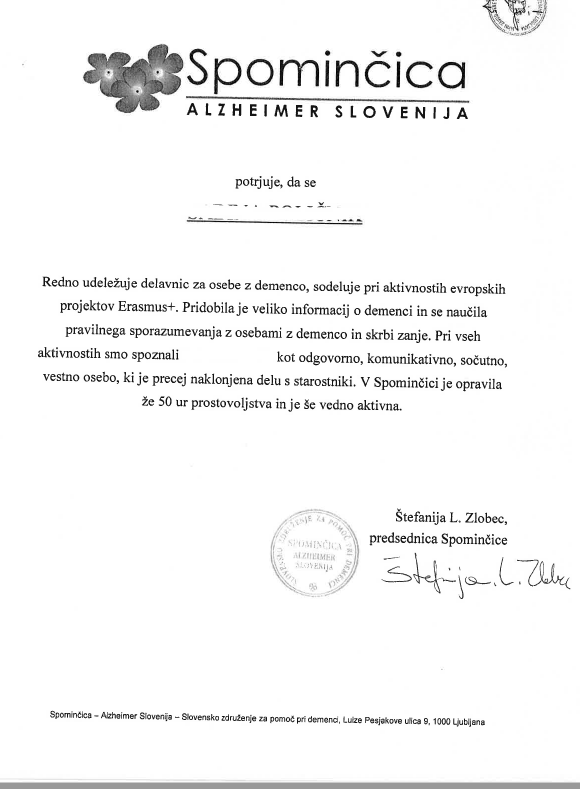 Spominčica
ALZHEIMER SLOVENIJA
potrjuje, da se
Redno udeležuje delavnic za osebe z demenco, sodeluje pri aktivnostih evropskih
projektov Erasmus+. Pridobila je veliko informacij o demenci in se naučila
pravilnega sporazumevanja z osebami z demenco in skrbi zanje. Pri vseh
aktivnostih smo spoznali kot odgovorno, komunikativno, sočutno,
vestno osebo, ki je precej naklonjena delu s starostniki. V Spominčici je opravila
že 50 ur prostovoljstva in je še vedno aktivna.
Štefanija L. Zlobec,
predsednica Spominčice
SLOVENSKO ZDRUŽENJE ZA POMOČ PRI DEMENCI
SPOMINČICA
ALZHEIMER
SLOVENIJA
Štefanija L. Zlobec
Spominčica – Alzheimer Slovenija – Slovensko združenje za pomoč pri demenci, Luize Pesjakove ulica 9, 1000 Ljubljana